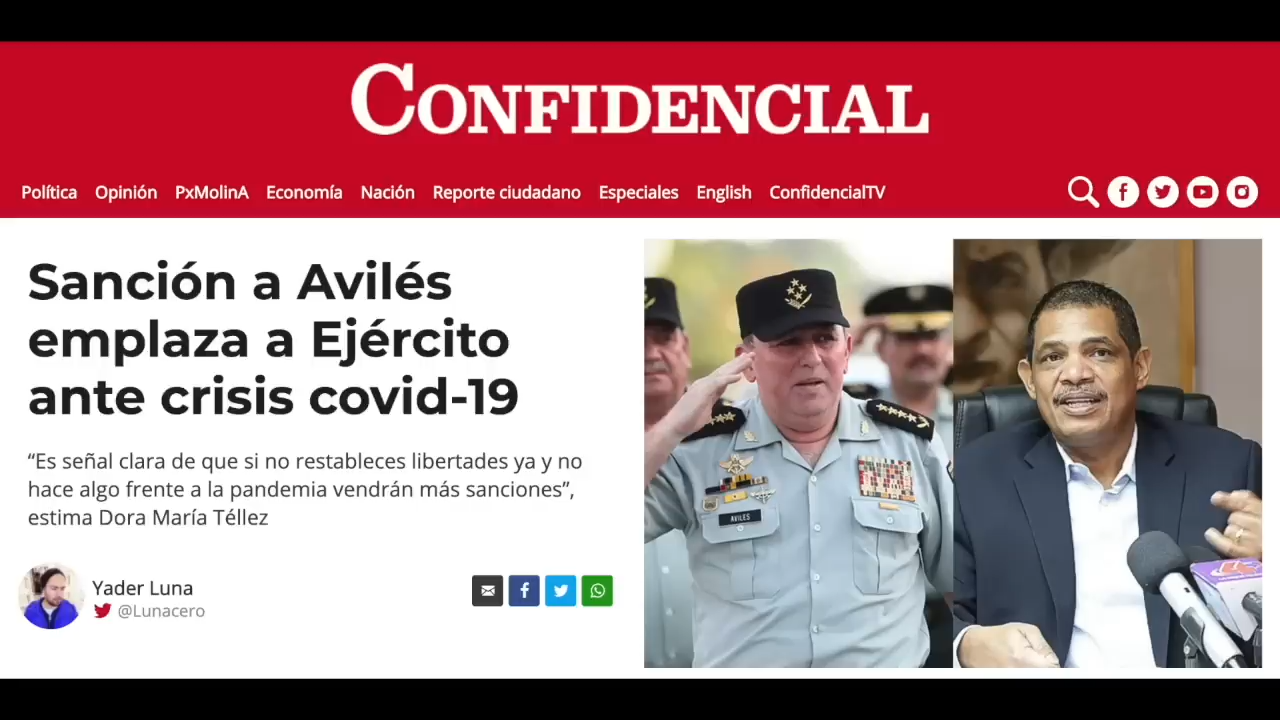 CONFIDENCIAL
Política Opinión PxMolinA Economía Nación Reporte ciudadano Especiales English ConfidencialTV
Sanción a Avilés
emplaza a Ejército
ante crisis covid-19
“Es señal clara de que si no restableces libertades ya y no
hace algo frente a la pandemia vendrán más sanciones”,
estima Dora María Téllez
Yader Luna
@Lunacero
AVILES